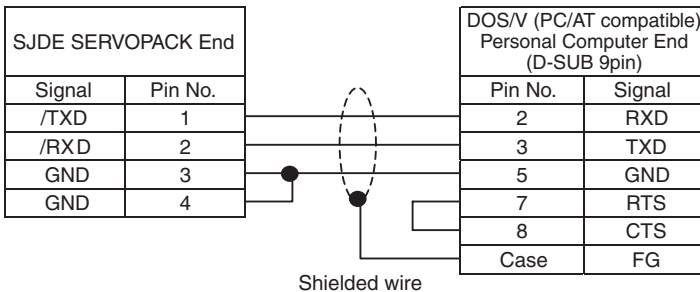 SJDE SERVOPACK End
Signal Pin No.
/TXD 1
/RXD 2
GND 3
GND 4
DOS/V (PC/AT compatible)
Personal Computer End
(D-SUB 9pin)
Pin No. Signal
2 RXD
3 TXD
5 GND
7 RTS
8 CTS
Case FG
Shielded wire